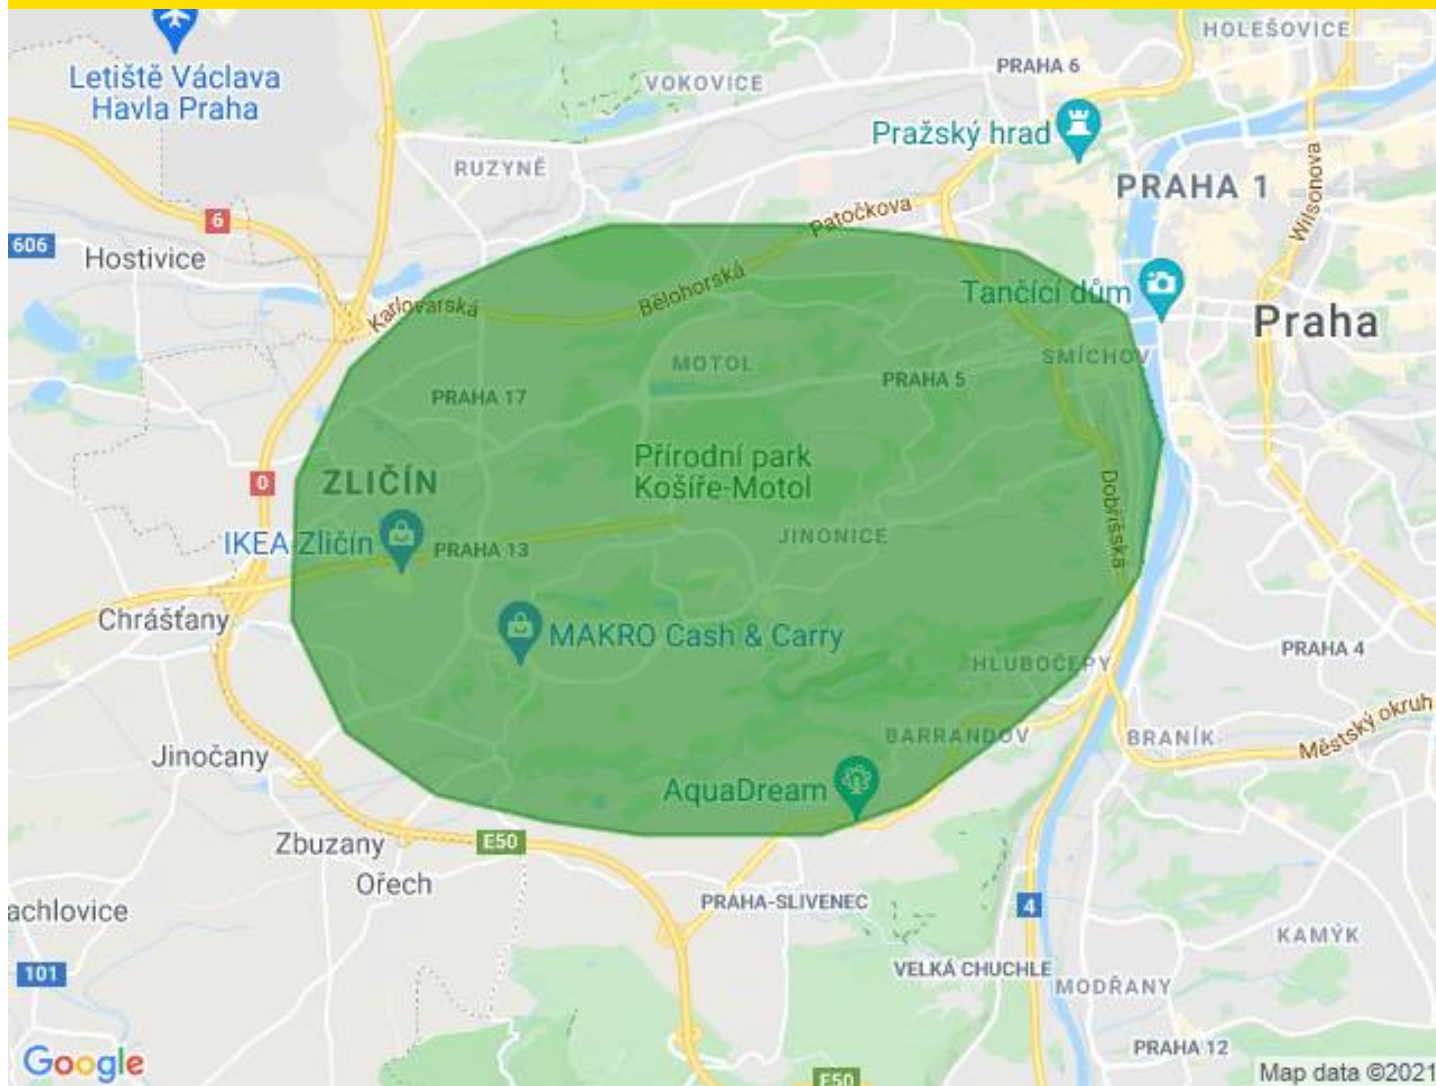 HOLEŠOVICE
PRAHA 6
Letiště Václava
Havla Praha
VOKOVICE
Pražský hrad
RUZYNĚ
PRAHA 1
Wilsonova
Patočkova
6
606
Hostivice
Bělohorská
Karlovarská
Tančící dům
Praha
SMÍCHOV
MOTOL
PRAHA 5
PRAHA 17
Přírodní park
Košíře-Motol
ZLIČÍN
0
Dobříšská
IKEA Zličín
PRAHA 13
JINONICE
Chrášťany
MAKRO Cash & Carry
PRAHA 4
HLUBOČEPY
Městský okruh
BARRANDOV
BRANÍK
Jinočany
AquaDream
Zbuzany
E50
Ořech
PRAHA-SLIVENEC
4
achlovice
KAMÝK
101
VELKÁ CHUCHLE
MODŘANY
PRAHA 12
Google
E50
Map data ©2021